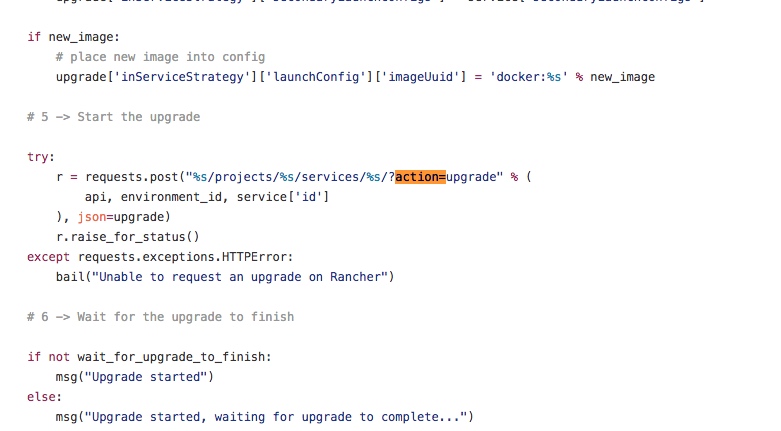 if new_image:
# place new image into config
upgrade['inServiceStrategy']['launchConfig']['imageUuid'] = 'docker:%s' % new_image
# 5 -> Start the upgrade
try:
r = requests.post("%s/projects/%s/services/%s/?action=upgrade" % (
api, environment_id, service['id']
), json=upgrade)
r.raise_for_status()
except requests.exceptions.HTTPError:
bail("Unable to request an upgrade on Rancher")
# 6 -> Wait for the upgrade to finish
if not wait_for_upgrade_to_finish:
msg("Upgrade started")
else:
msg("Upgrade started, waiting for upgrade to complete...")